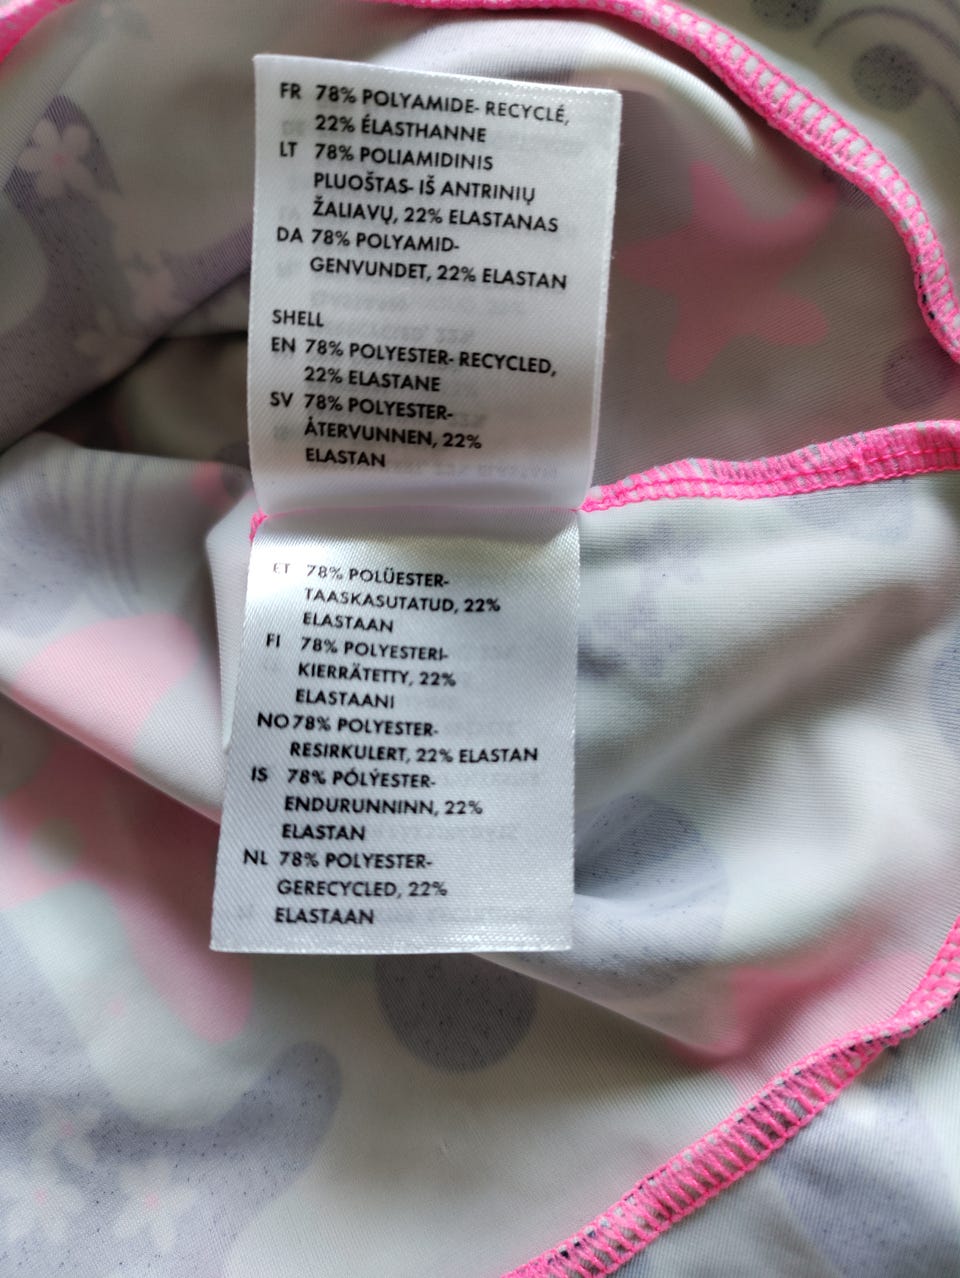 FR 78% POLYAMIDE- RECYCLÉ,
22% ÉLASTHANNE
LT 78% POLIAMIDINIS
PLUOŠTAS- IŠ ANTRINIŲ
ŽALIAVŲ, 22% ELASTANAS
DA 78% POLYAMID-
GENVUNDET, 22% ELASTAN
SHELL
EN 78% POLYESTER- RECYCLED,
22% ELASTANE
SV 78% POLYESTER-
ÅTERVUNNEN, 22%
ELASTAN
ET 78% POLÜESTER-
TAASKASUTATUD, 22%
ELASTAAN
FI 78% POLYESTERI-
KIERRÄTETTY, 22%
ELASTAANI
NO 78% POLYESTER-
RESIRKULERT, 22% ELASTAN
IS 78% PÓLÝESTER-
ENDURUNNINN, 22%
ELASTAN
NL 78% POLYESTER-
GERECYCLED, 22%
ELASTAAN